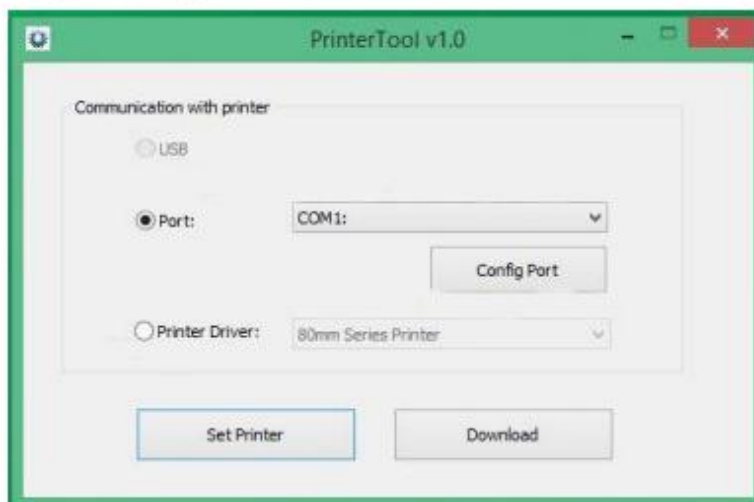 PrinterTool v1.0
Communication with printer
USB
Port: COM1:
Config Port
Printer Driver: 80mm Series Printer
Set Printer Download